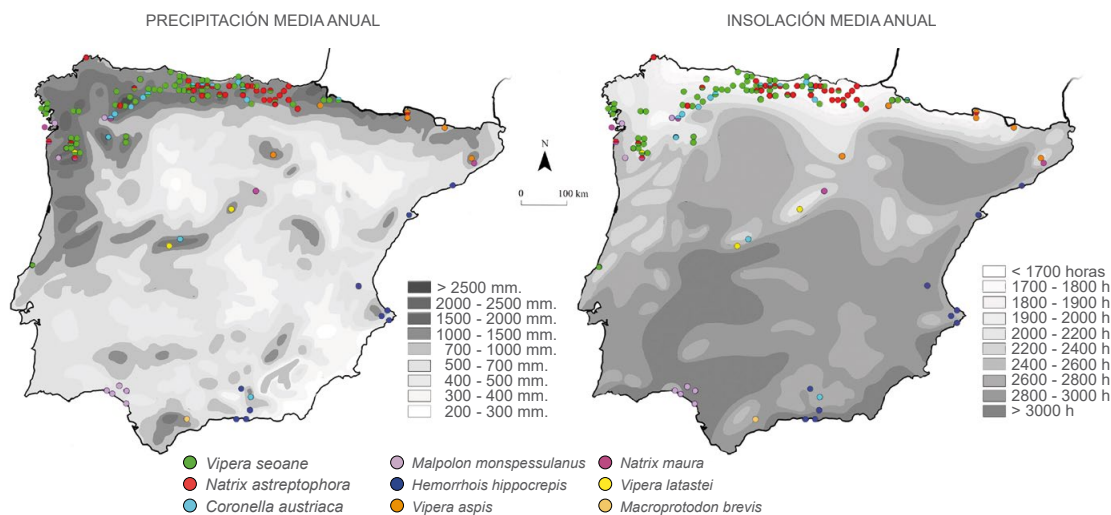 PRECIPITACIÓN MEDIA ANUAL
INSOLACIÓN MEDIA ANUAL
N
0 100 km
> 2500 mm.
2000 - 2500 mm.
1500 - 2000 mm.
1000 - 1500 mm.
700 - 1000 mm.
500 - 700 mm.
400 - 500 mm.
300 - 400 mm.
200 - 300 mm.
< 1700 horas
1700 - 1800 h
1800 - 1900 h
1900 - 2000 h
2000 - 2200 h
2200 - 2400 h
2400 - 2600 h
2600 - 2800 h
2800 - 3000 h
> 3000 h
Vipera seoane
Natrix astreptophora
Coronella austriaca
Malpolon monspessulanus
Hemorrhois hippocrepis
Vipera aspis
Natrix maura
Vipera latastei
Macroprotodon brevis